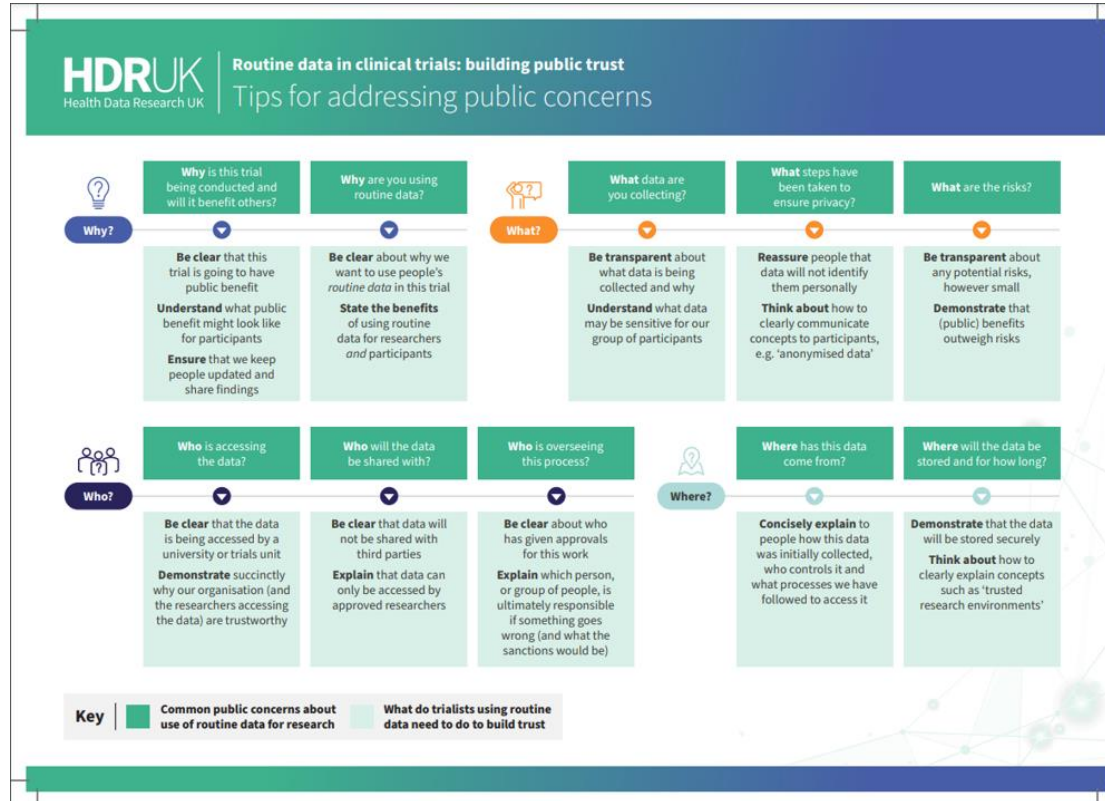 HDRUK
Health Data Research UK
Routine data in clinical trials: building public trust
Tips for addressing public concerns
Why?
Why is this trial
being conducted and
will it benefit others?
Be clear that this
trial is going to have
public benefit
Understand what public
benefit might look like
for participants
Ensure that we keep
people updated and
share findings
Why are you using
routine data?
Be clear about why we
want to use people's
routine data in this trial
State the benefits
of using routine
data for researchers
and participants
What?
What data are
you collecting?
Be transparent about
what data is being
collected and why
Understand what data
may be sensitive for our
group of participants
What steps have
been taken to
ensure privacy?
Reassure people that
data will not identify
them personally
Think about how to
clearly communicate
concepts to participants,
e.g. ‘anonymised data’
What are the risks?
Be transparent about
any potential risks,
however small
Demonstrate that
(public) benefits
outweigh risks
Who?
Who is accessing
the data?
Be clear that the data
is being accessed by a
university or trials unit
Demonstrate succinctly
why our organisation (and
the researchers accessing
the data) are trustworthy
Who will the data
be shared with?
Be clear that data will
not be shared with
third parties
Explain that data can
only be accessed by
approved researchers
Who is overseeing
this process?
Be clear about who
has given approvals
for this work
Explain which person,
or group of people, is
ultimately responsible
if something goes
wrong (and what the
sanctions would be)
Where?
Where has this data
come from?
Concisely explain to
people how this data
was initially collected,
who controls it and
what processes we have
followed to access it
Where will the data be
stored and for how long?
Demonstrate that the data
will be stored securely
Think about how to
clearly explain concepts
such as ‘trusted
research environments’
Key
Common public concerns about
use of routine data for research
What do trialists using routine
data need to do to build trust